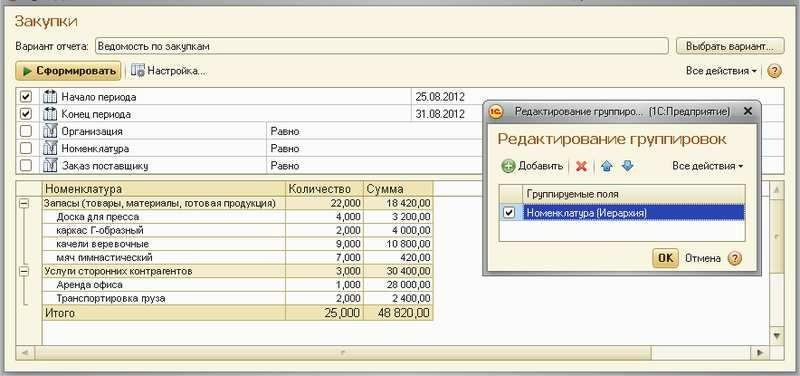 Закупки
Вариант отчета: Ведомость по закупкам Выбрать вариант...
Сформировать Настройка... Все действия
Начало периода 25.08.2012
Конец периода 31.08.2012
Организация Равно
Номенклатура Равно
Заказ поставщику Равно
Номенклатура Количество Сумма
Запасы (товары, материалы, готовая продукция) 22,000 18 420,00
Доска для пресса 4,000 3 200,00
каркас Г-образный 2,000 4 000,00
качели веревочные 9,000 10 800,00
мяч гимнастический 7,000 420,00
Услуги сторонних контрагентов 3,000 30 400,00
Аренда офиса 1,000 28 000,00
Транспортировка груза 2,000 2 400,00
Итого 25,000 48 820,00
Редактирование группиро... (1С:Предприятие)
Редактирование группировок
Добавить Все действия
Группируемые поля
Номенклатура (Иерархия)
ОК Отмена